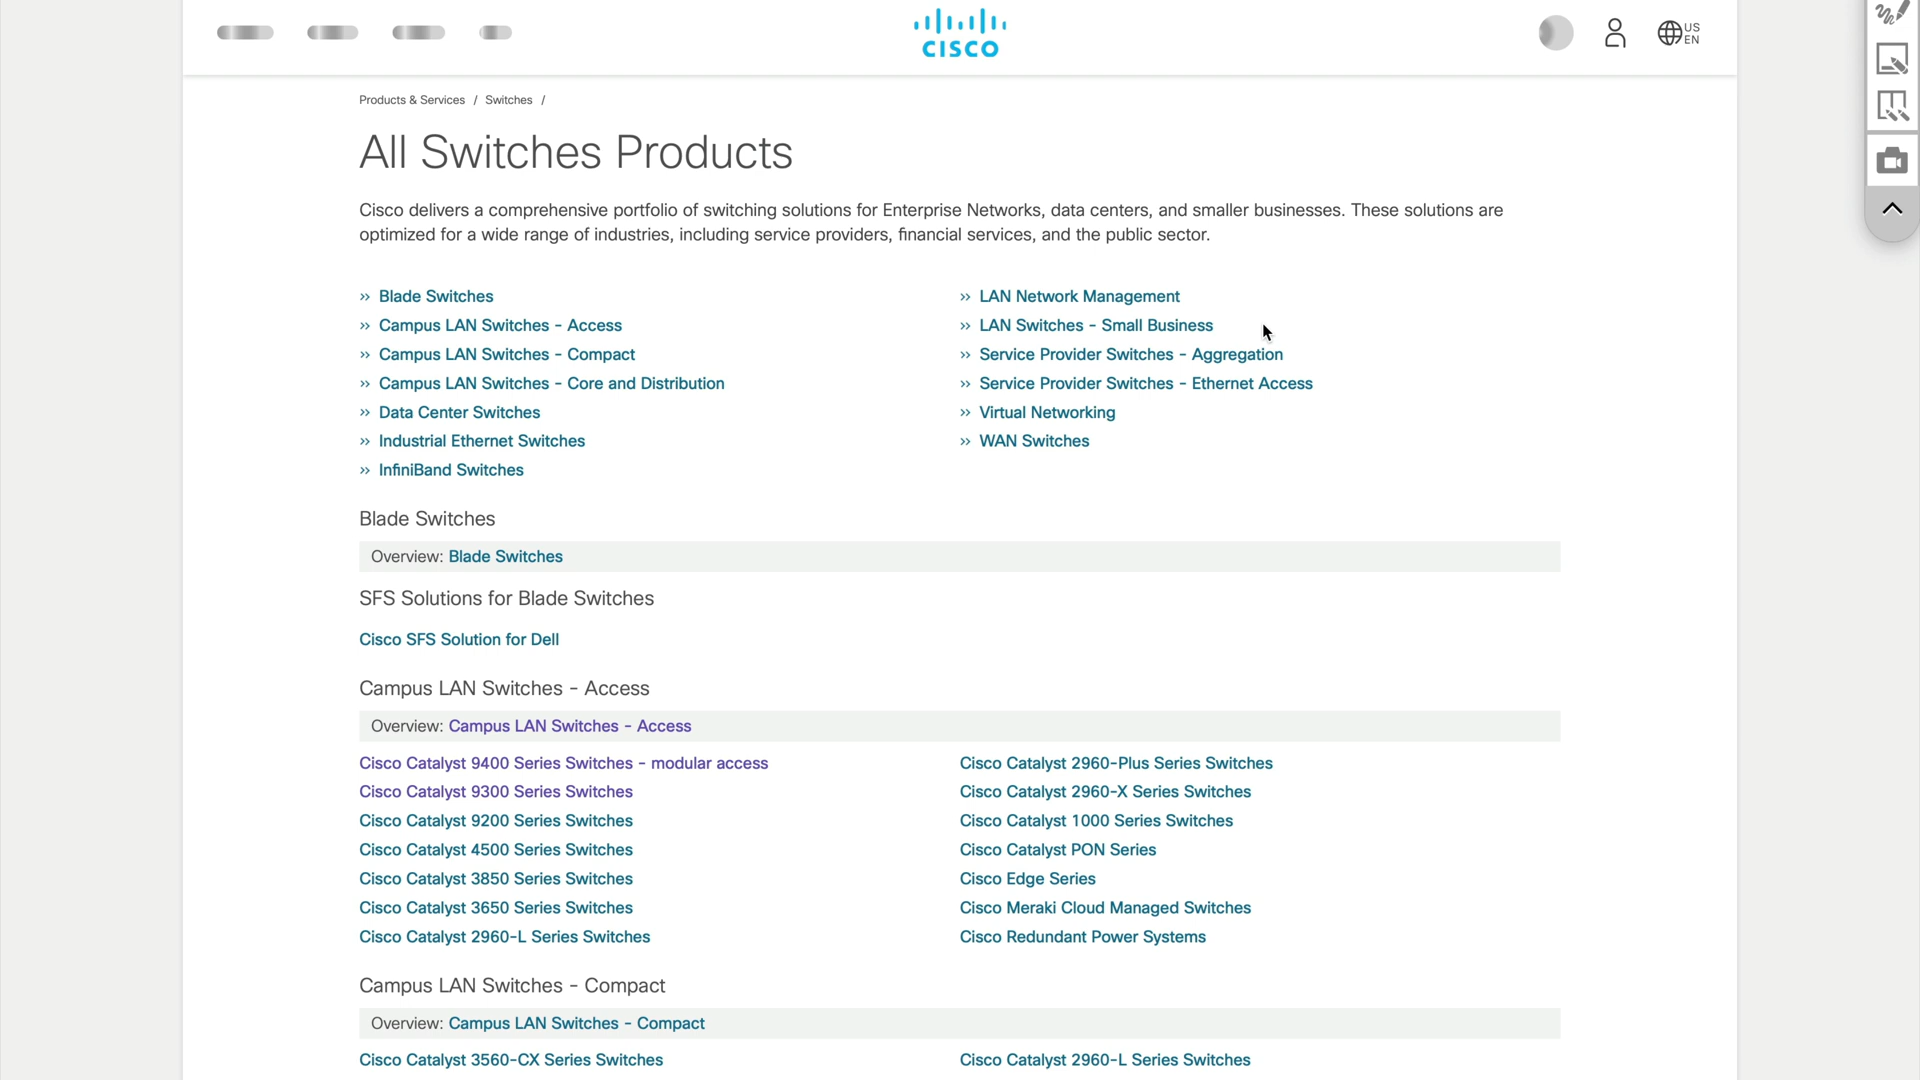 CISCO
US
EN
Products & Services / Switches /
All Switches Products
Cisco delivers a comprehensive portfolio of switching solutions for Enterprise Networks, data centers, and smaller businesses. These solutions are
optimized for a wide range of industries, including service providers, financial services, and the public sector.
» Blade Switches
» Campus LAN Switches - Access
» Campus LAN Switches - Compact
» Campus LAN Switches - Core and Distribution
» Data Center Switches
» Industrial Ethernet Switches
» InfiniBand Switches
» LAN Network Management
» LAN Switches - Small Business
» Service Provider Switches - Aggregation
» Service Provider Switches - Ethernet Access
» Virtual Networking
» WAN Switches
Blade Switches
Overview: Blade Switches
SFS Solutions for Blade Switches
Cisco SFS Solution for Dell
Campus LAN Switches - Access
Overview: Campus LAN Switches - Access
Cisco Catalyst 9400 Series Switches - modular access
Cisco Catalyst 9300 Series Switches
Cisco Catalyst 9200 Series Switches
Cisco Catalyst 4500 Series Switches
Cisco Catalyst 3850 Series Switches
Cisco Catalyst 3650 Series Switches
Cisco Catalyst 2960-L Series Switches
Cisco Catalyst 2960-Plus Series Switches
Cisco Catalyst 2960-X Series Switches
Cisco Catalyst 1000 Series Switches
Cisco Catalyst PON Series
Cisco Edge Series
Cisco Meraki Cloud Managed Switches
Cisco Redundant Power Systems
Campus LAN Switches - Compact
Overview: Campus LAN Switches - Compact
Cisco Catalyst 3560-CX Series Switches
Cisco Catalyst 2960-L Series Switches